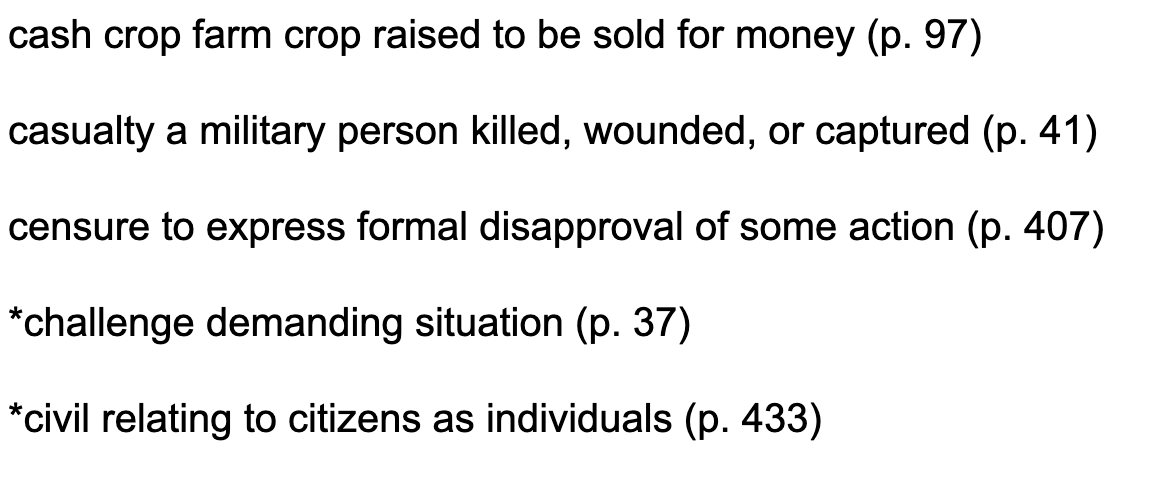 cash crop farm crop raised to be sold for money (p. 97)
casualty a military person killed, wounded, or captured (p. 41)
censure to express formal disapproval of some action (p. 407)
*challenge demanding situation (p. 37)
*civil relating to citizens as individuals (p. 433)